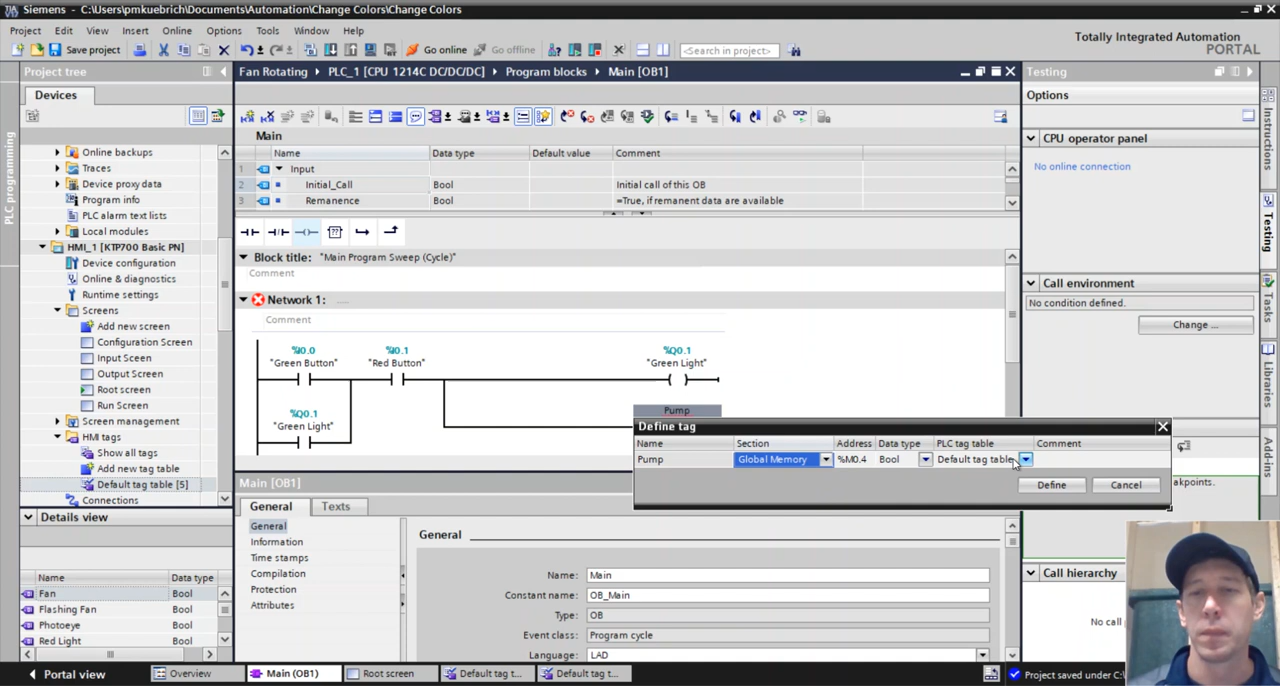 Siemens - C:\Users\pmkuebrich\Documents\Automation\Change Colors\Change Colors
Project Edit View Insert Online Options Tools Window Help
Totally Integrated Automation
PORTAL
Save project
Go online
Go offline
<Search in project>
Project tree
Devices
Online backups
Traces
Device proxy data
Program info
PLC alarm text lists
Local modules
HMI_1 [KTP700 Basic PN]
Device configuration
Online & diagnostics
Runtime settings
Screens
Add new screen
Configuration Screen
Input Sceen
Output Screen
Root screen
Run Screen
Screen management
HMI tags
Show all tags
Add new tag table
Default tag table [5]
Connections
Details view
Name Data type
Fan Bool
Flashing Fan Bool
Photoeye Bool
Red Light Bool
PLC programming
Fan Rotating PLC_1 [CPU 1214C DC/DC/DC] Program blocks Main [OB1]
Main
Name Data type Default value Comment
1 Input
2 Initial_Call Bool Initial call of this OB
3 Remanence Bool =True, if remanent data are available
Block title: "Main Program Sweep (Cycle)"
Comment
Network 1:
Comment
%I0.0
"Green Button"
%I0.1
"Red Button"
%Q0.1
"Green Light"
%Q0.1
"Green Light"
Pump
Define tag
Name Section Address Data type PLC tag table Comment
Pump Global Memory %M0.4 Bool Default tag table
Define Cancel
Main [OB1]
General Texts
General
Information
Time stamps
Compilation
Protection
Attributes
General
Name: Main
Constant name: OB_Main
Type: OB
Event class: Program cycle
Language: LAD
Testing
Options
CPU operator panel
No online connection
Call environment
No condition defined.
Change ...
Call hierarchy
Instructions
Testing
Tasks
Libraries
Add-ins
Portal view Overview Main (OB1) Root screen Default tag t... Default tag t...
Project saved under C: